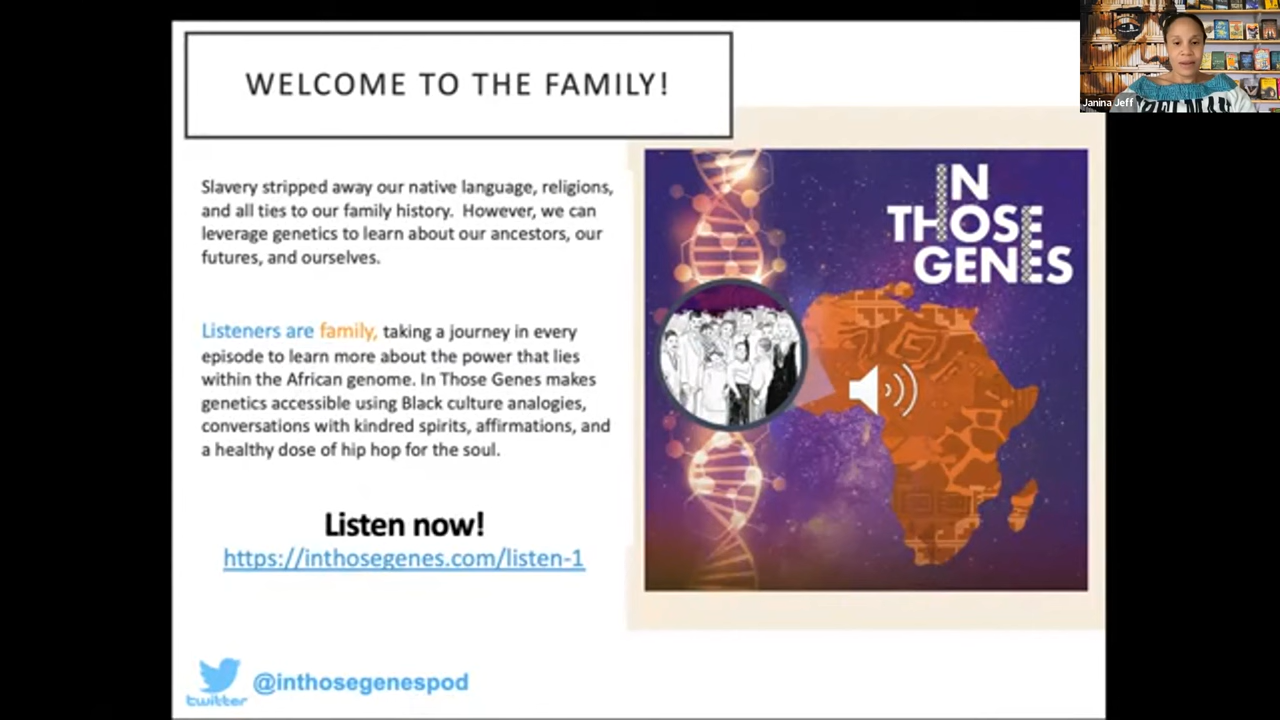 WELCOME TO THE FAMILY!
Janina Jeff
Slavery stripped away our native language, religions,
and all ties to our family history. However, we can
leverage genetics to learn about our ancestors, our
futures, and ourselves.
Listeners are family, taking a journey in every
episode to learn more about the power that lies
within the African genome. In Those Genes makes
genetics accessible using Black culture analogies,
conversations with kindred spirits, affirmations, and
a healthy dose of hip hop for the soul.
Listen now!
https://inthosegenes.com/listen-1
IN
THOSE
GENES
twitter
@inthosegenespod